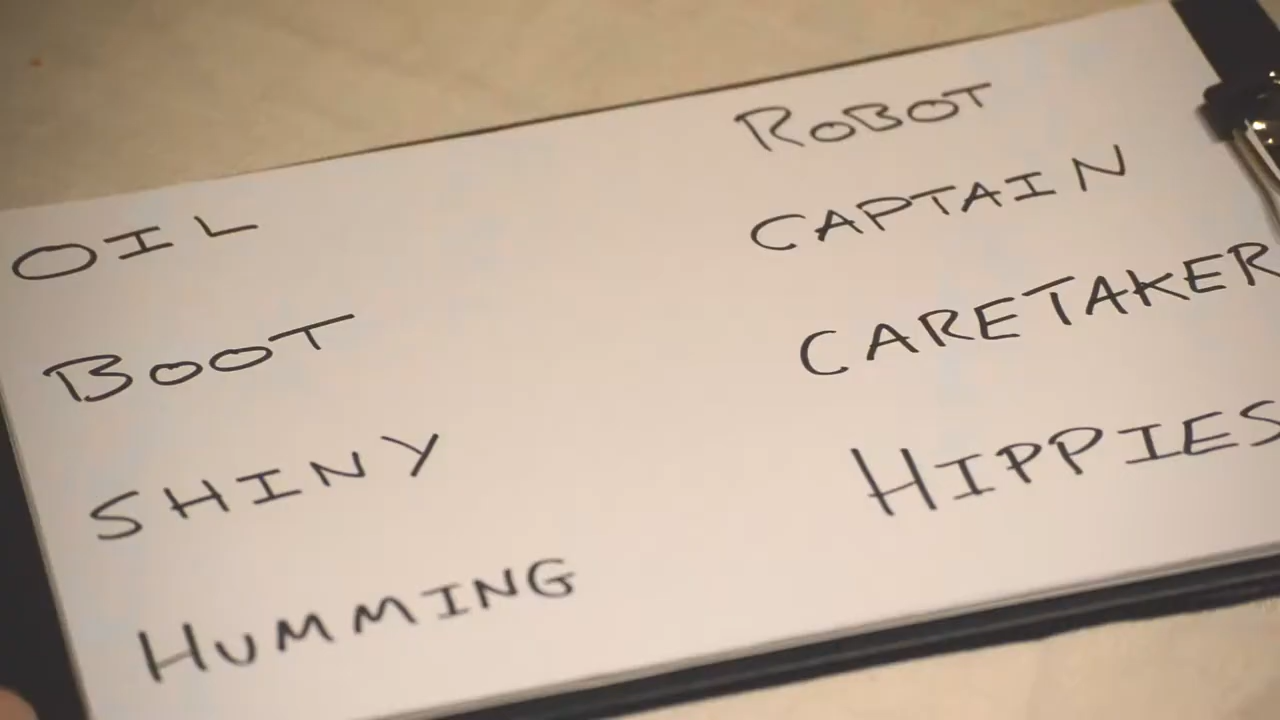 OIL
BOOT
SHINY
HUMMING
ROBOT
CAPTAIN
CARETAKER
HIPPIES